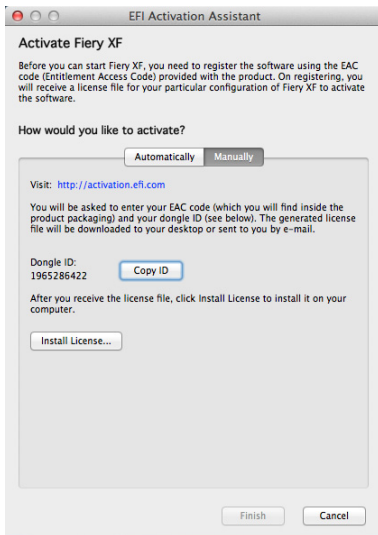 EFI Activation Assistant
Activate Fiery XF
Before you can start Fiery XF, you need to register the software using the EAC
code (Entitlement Access Code) provided with the product. On registering, you
will receive a license file for your particular configuration of Fiery XF to activate
the software.
How would you like to activate?
Automatically Manually
Visit: http://activation.efi.com
You will be asked to enter your EAC code (which you will find inside the
product packaging) and your dongle ID (see below). The generated license
file will be downloaded to your desktop or sent to you by e-mail.
Dongle ID:
1965286422 Copy ID
After you receive the license file, click Install License to install it on your
computer.
Install License...
Finish Cancel